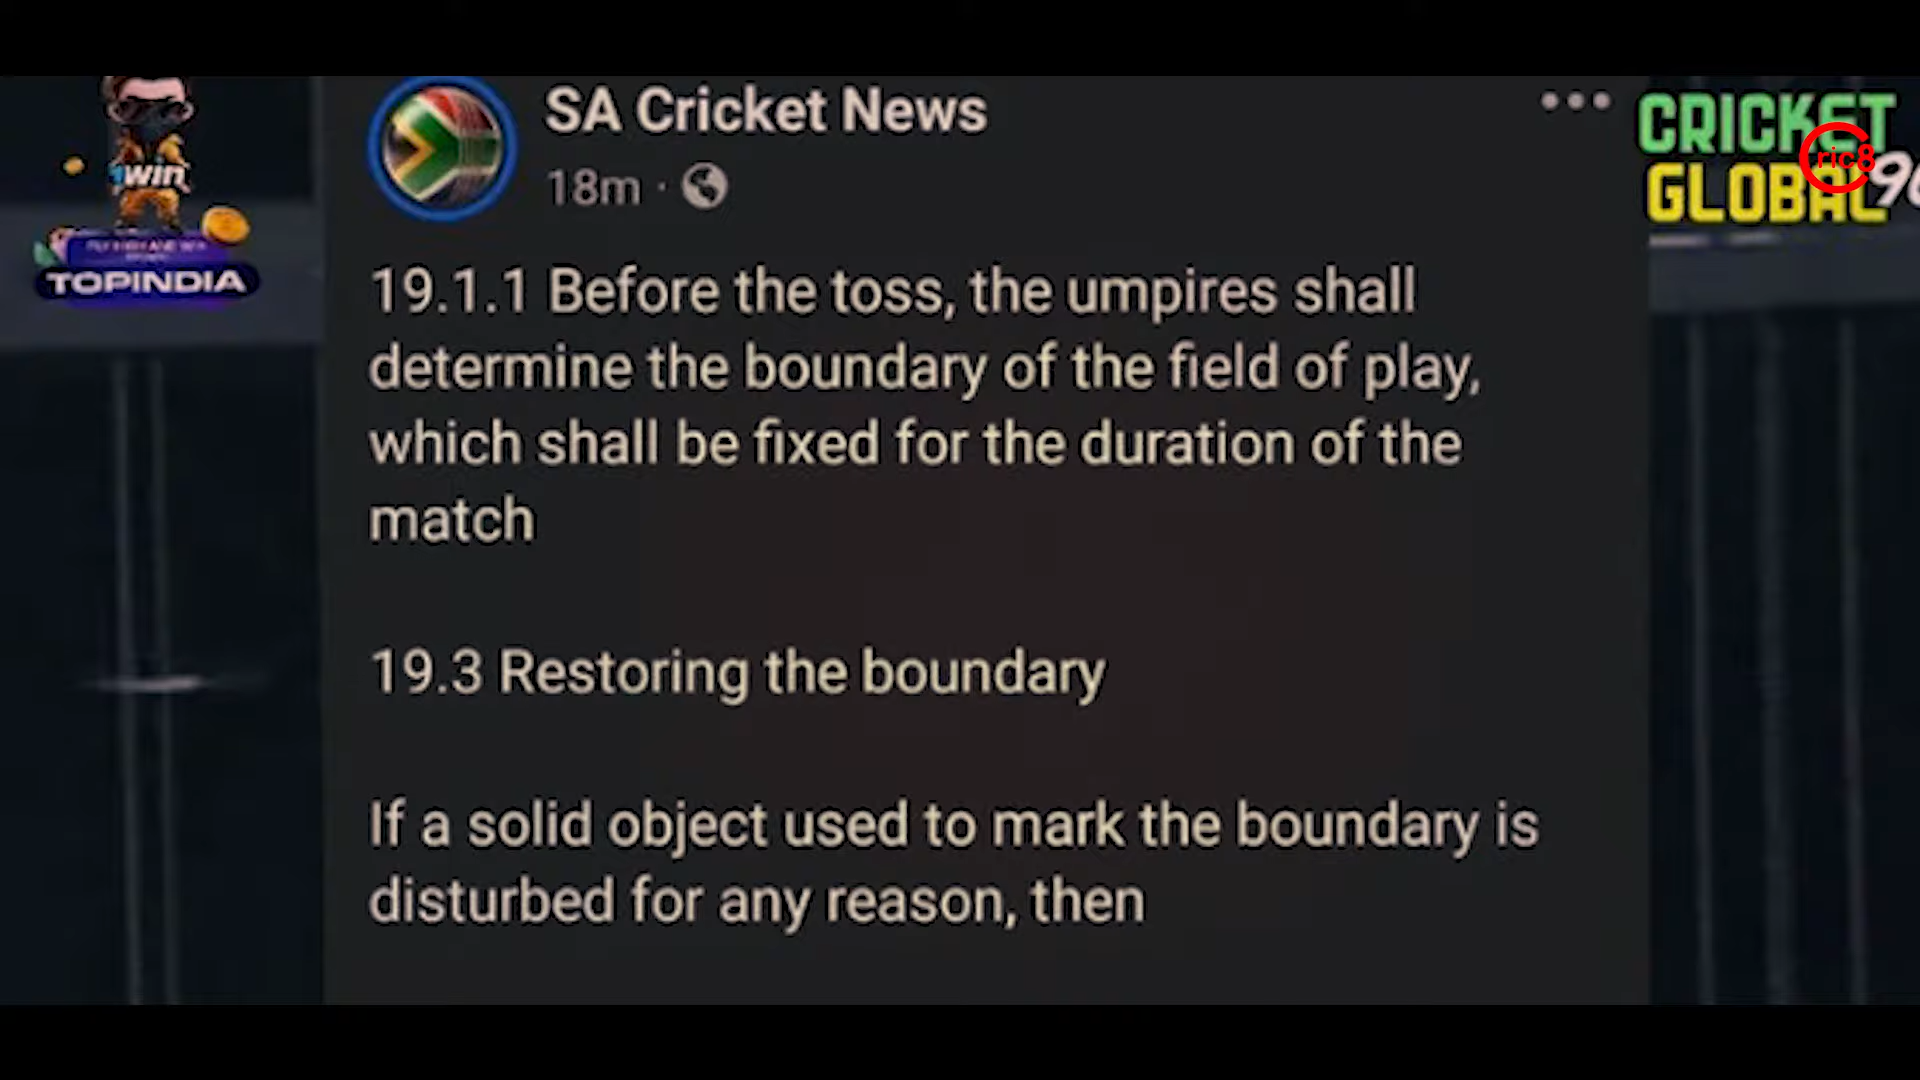 SA Cricket News
18m
19.1.1 Before the toss, the umpires shall
determine the boundary of the field of play,
which shall be fixed for the duration of the
match
19.3 Restoring the boundary
If a solid object used to mark the boundary is
disturbed for any reason, then
1win
TOPINDIA
CRICKET
GLOBAL
ric8